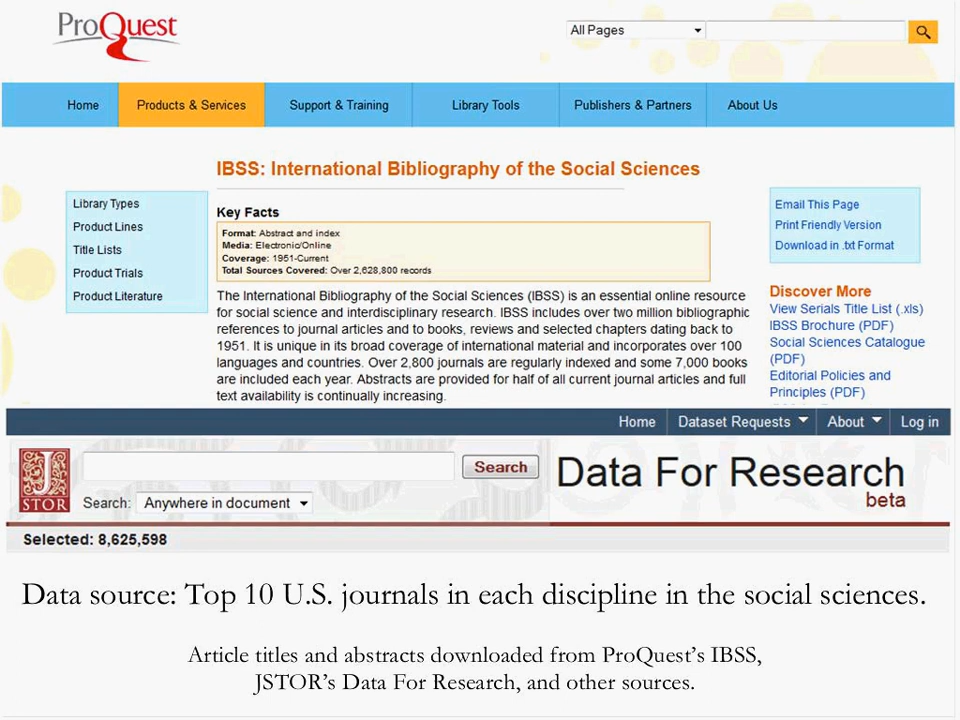 ProQuest
All Pages
Home Products & Services Support & Training Library Tools Publishers & Partners About Us
IBSS: International Bibliography of the Social Sciences
Library Types
Product Lines
Title Lists
Product Trials
Product Literature
Key Facts
Format: Abstract and index
Media: Electronic/Online
Coverage: 1951-Current
Total Sources Covered: Over 2,628,800 records
The International Bibliography of the Social Sciences (IBSS) is an essential online resource
for social science and interdisciplinary research. IBSS includes over two million bibliographic
references to journal articles and to books, reviews and selected chapters dating back to
1951. It is unique in its broad coverage of international material and incorporates over 100
languages and countries. Over 2,800 journals are regularly indexed and some 7,000 books
are included each year. Abstracts are provided for half of all current journal articles and full
text availability is continually increasing.
Email This Page
Print Friendly Version
Download in .txt Format
Discover More
View Serials Title List (.xls)
IBSS Brochure (PDF)
Social Sciences Catalogue
(PDF)
Editorial Policies and
Principles (PDF)
Home Dataset Requests About Log in
JSTOR
Search
Search: Anywhere in document
Data For Research
beta
Selected: 8,625,598
Data source: Top 10 U.S. journals in each discipline in the social sciences.
Article titles and abstracts downloaded from ProQuest's IBSS,
JSTOR's Data For Research, and other sources.